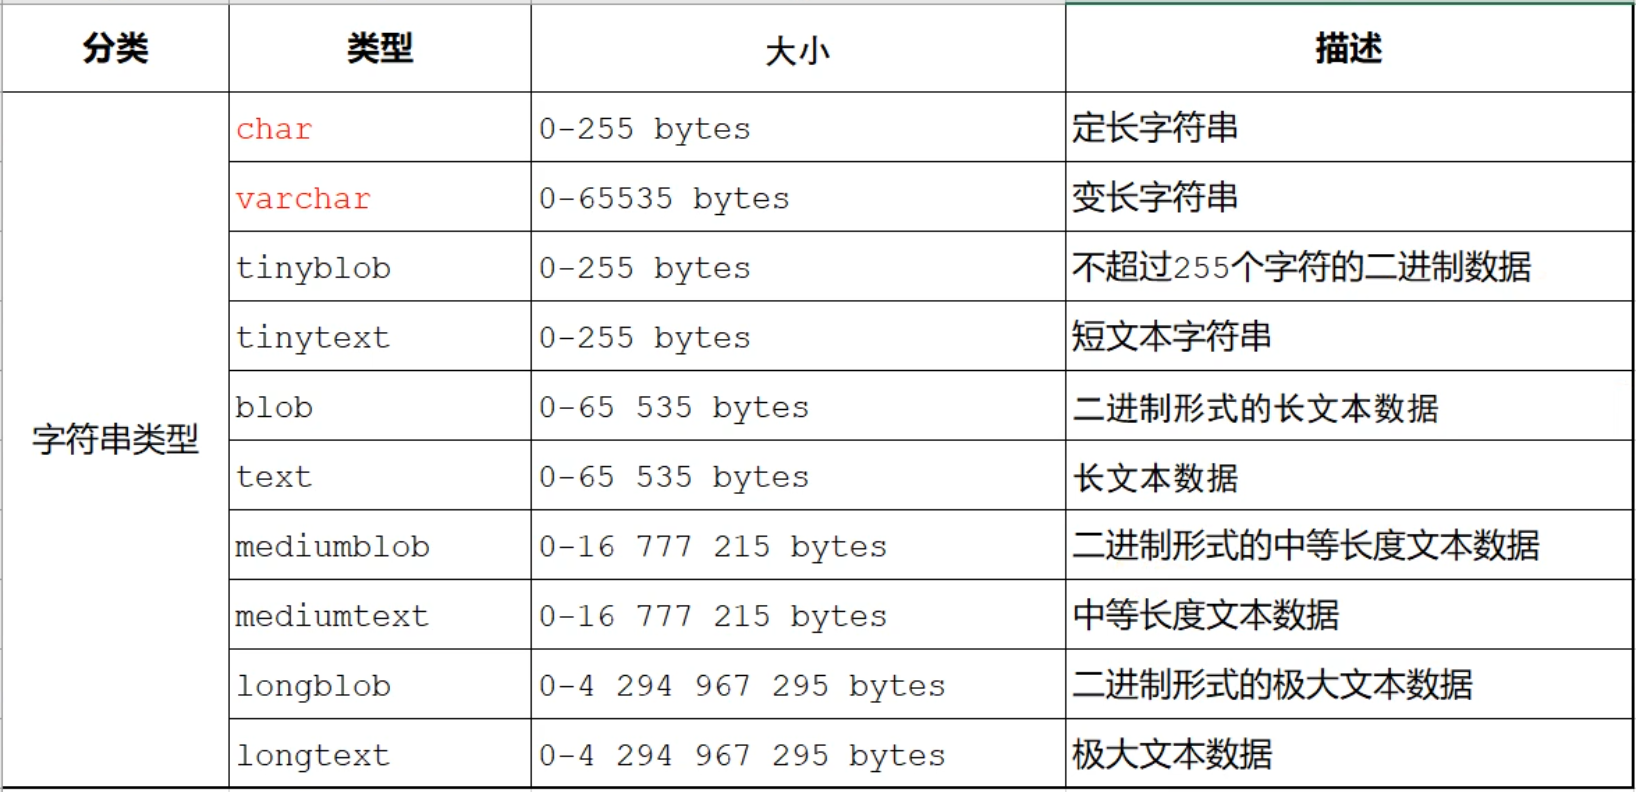 分类 类型 大小 描述
char 0-255 bytes 定长字符串
varchar 0-65535 bytes 变长字符串
tinyblob 0-255 bytes 不超过255个字符的二进制数据
tinytext 0-255 bytes 短文本字符串
blob 0-65 535 bytes 二进制形式的长文本数据
字符串类型
text 0-65 535 bytes 长文本数据
mediumblob 0-16 777 215 bytes 二进制形式的中等长度文本数据
mediumtext 0-16 777 215 bytes 中等长度文本数据
longblob 0-4 294 967 295 bytes 二进制形式的极大文本数据
longtext 0-4 294 967 295 bytes 极大文本数据